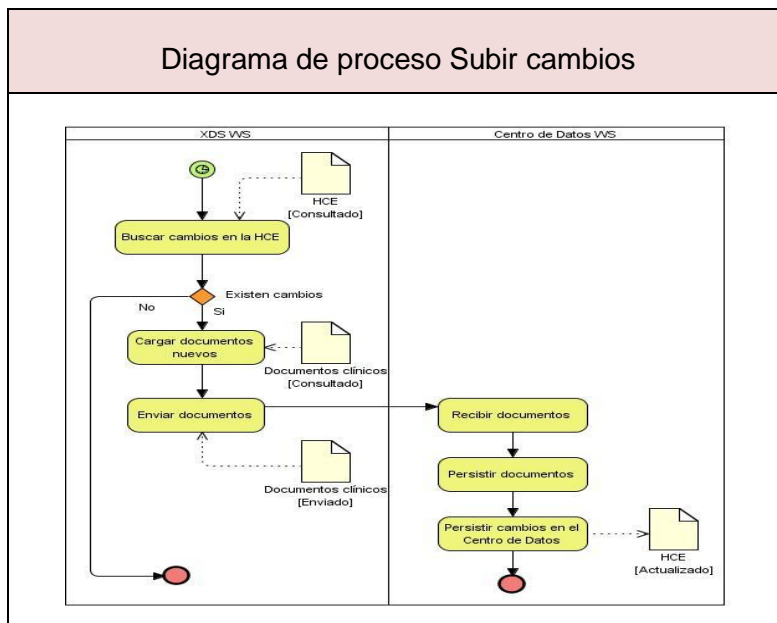 Diagrama de proceso Subir cambios
XDS WS
Centro de Datos WS
HCE
[Consultado]
Buscar cambios en la HCE
Existen cambios
No
Si
Cargar documentos
nuevos
Documentos clínicos
[Consultado]
Enviar documentos
Recibir documentos
Documentos clínicos
[Enviado]
Persistir documentos
Persistir cambios en el
Centro de Datos
HCE
[Actualizado]